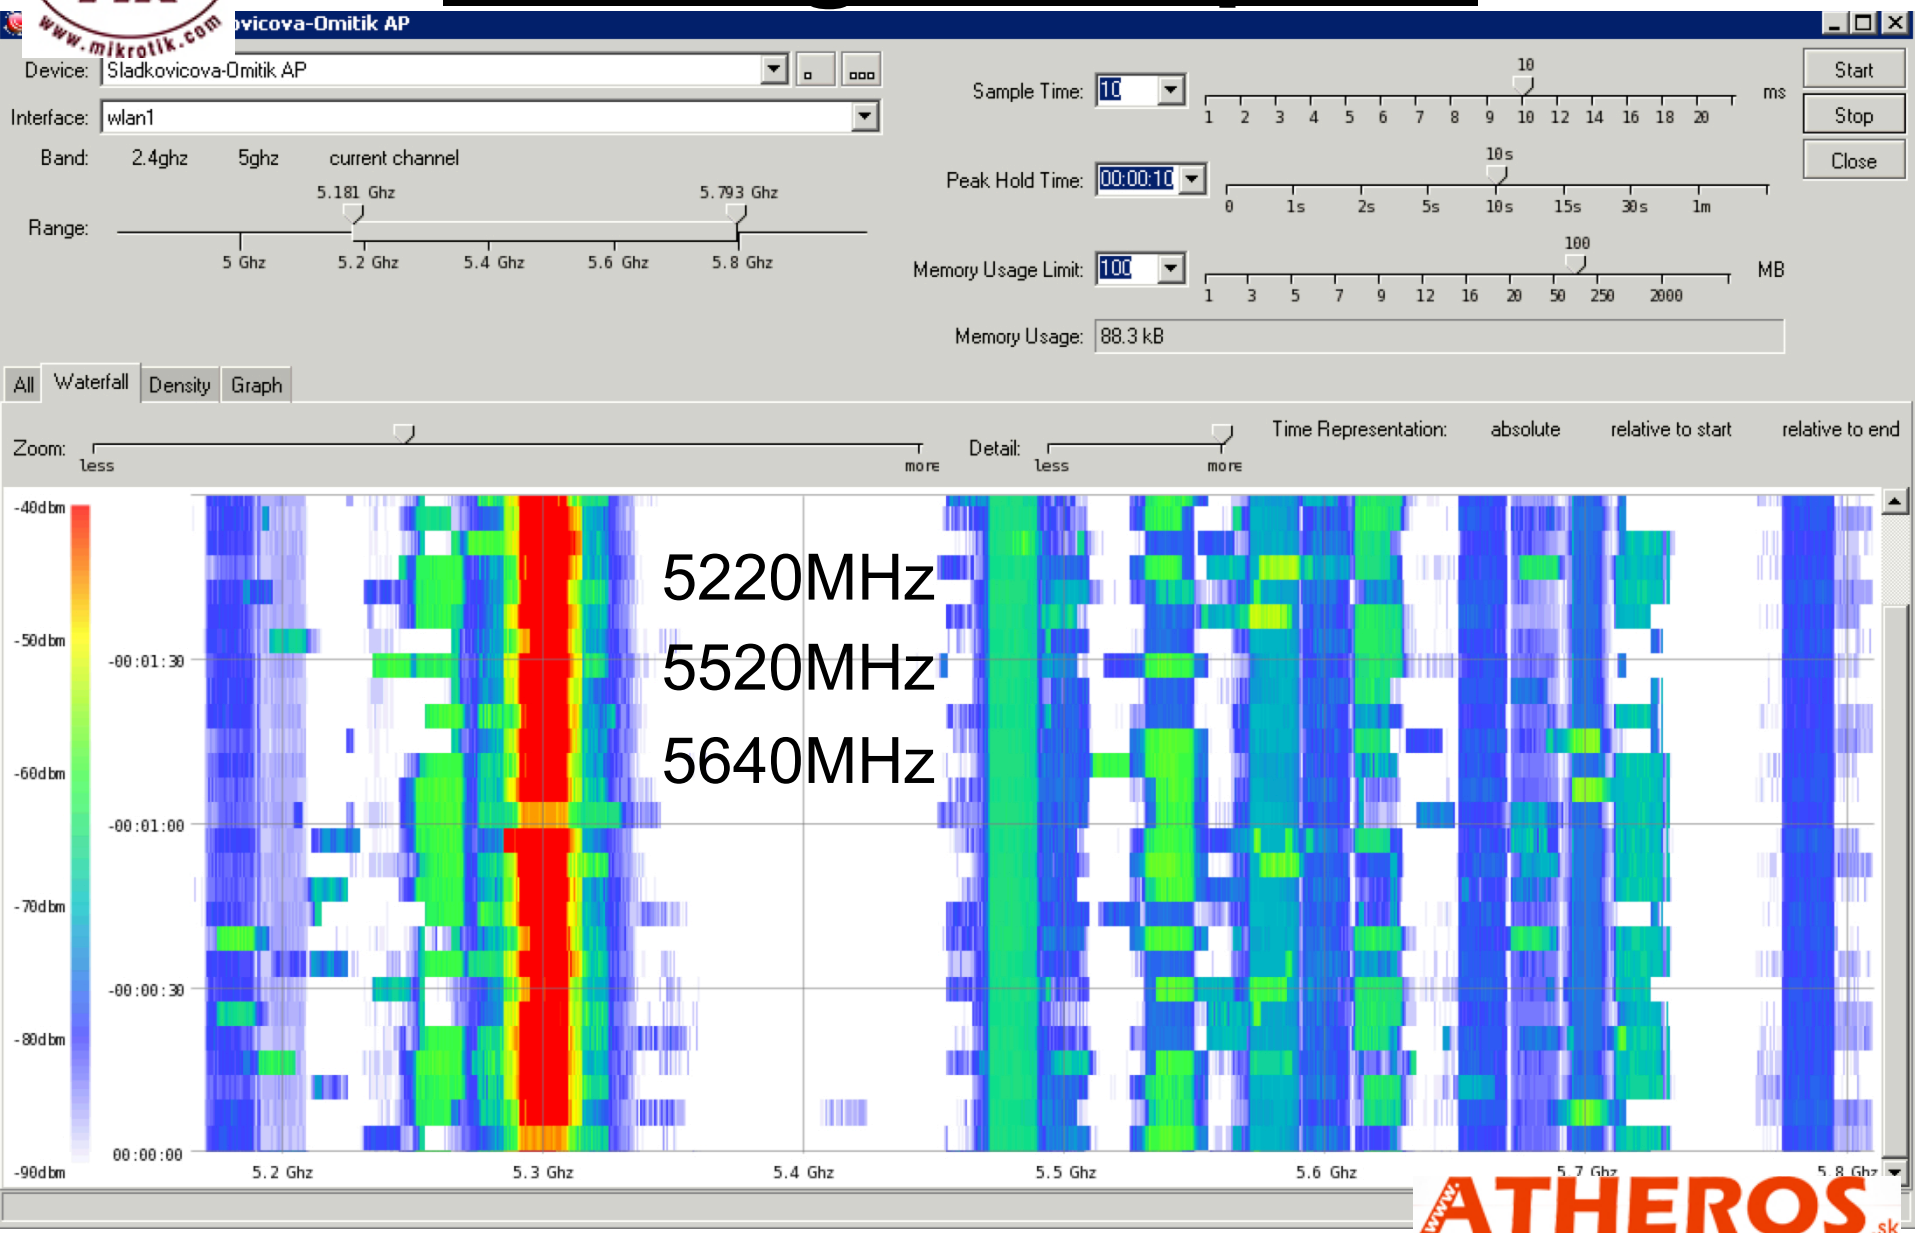 www.mikrotik.com
ovicova-Omitik AP
Device: Sladkovicova-Omitik AP
Interface: wlan1
Band: 2.4ghz 5ghz current channel
5.181 Ghz 5.793 Ghz
Range:
5 Ghz 5.2 Ghz 5.4 Ghz 5.6 Ghz 5.8 Ghz
10
Sample Time: 10 ms
1 2 3 4 5 6 7 8 9 10 12 14 16 18 20
10s
Peak Hold Time: 00:00:10
0 1s 2s 5s 10s 15s 30s 1m
100
Memory Usage Limit: 100 MB
1 3 5 7 9 12 16 20 50 250 2000
Memory Usage: 88.3 kB
Start
Stop
Close
All Waterfall Density Graph
Zoom: less more
Detail: less more
Time Representation: absolute relative to start relative to end
-40dbm
-50dbm
-60dbm
-70dbm
-80dbm
-90dbm
-00:01:30
-00:01:00
-00:00:30
00:00:00
5220MHz
5520MHz
5640MHz
5.2 Ghz 5.3 Ghz 5.4 Ghz 5.5 Ghz 5.6 Ghz 5.7 Ghz 5.8 Ghz
www.ATHEROS.sk